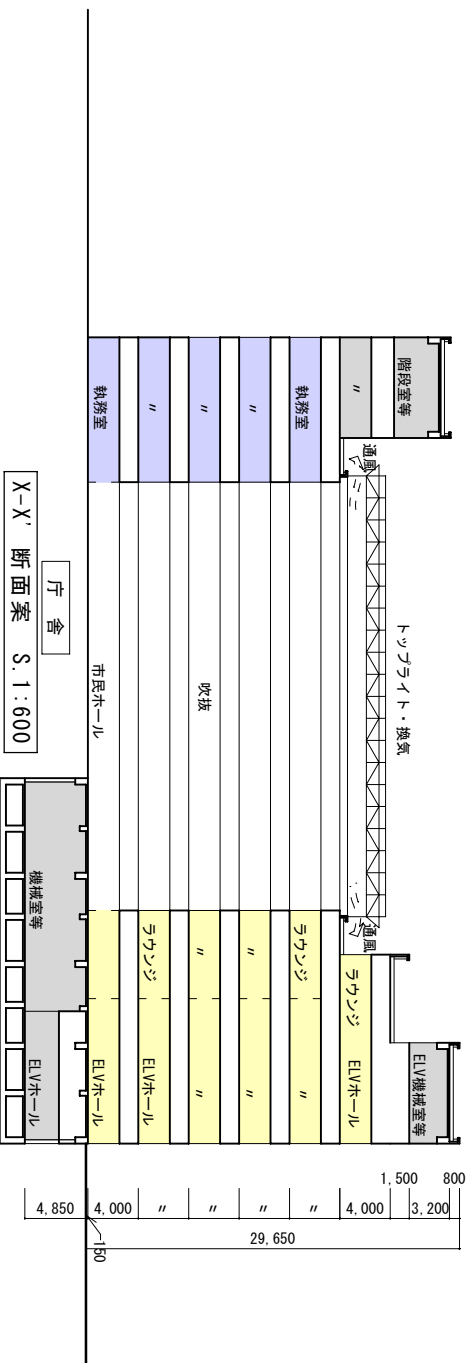 階段室等
〃
執務室
〃
〃
〃
執務室
通風
トップライト・換気
通風
吹抜
市民ホール
ELV機械室等
ラウンジ ELVホール
ラウンジ 〃
〃 〃
〃 〃
ラウンジ ELVホール
ELVホール
機械室等
ELVホール
庁 舎
X-X' 断面案 S.1:600
800
3,200
1,500
4,000
〃
〃
〃
〃
4,000
4,850
150
29,650